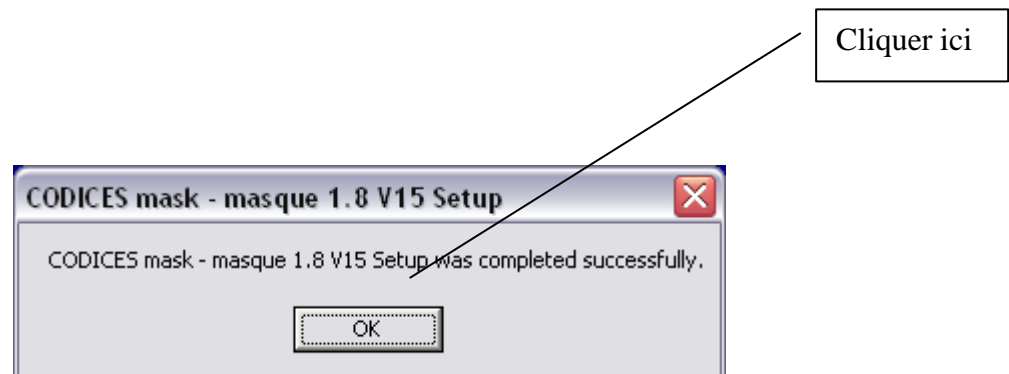 Cliquer ici
CODICES mask - masque 1.8 V15 Setup
CODICES mask - masque 1.8 V15 Setup was completed successfully.
OK